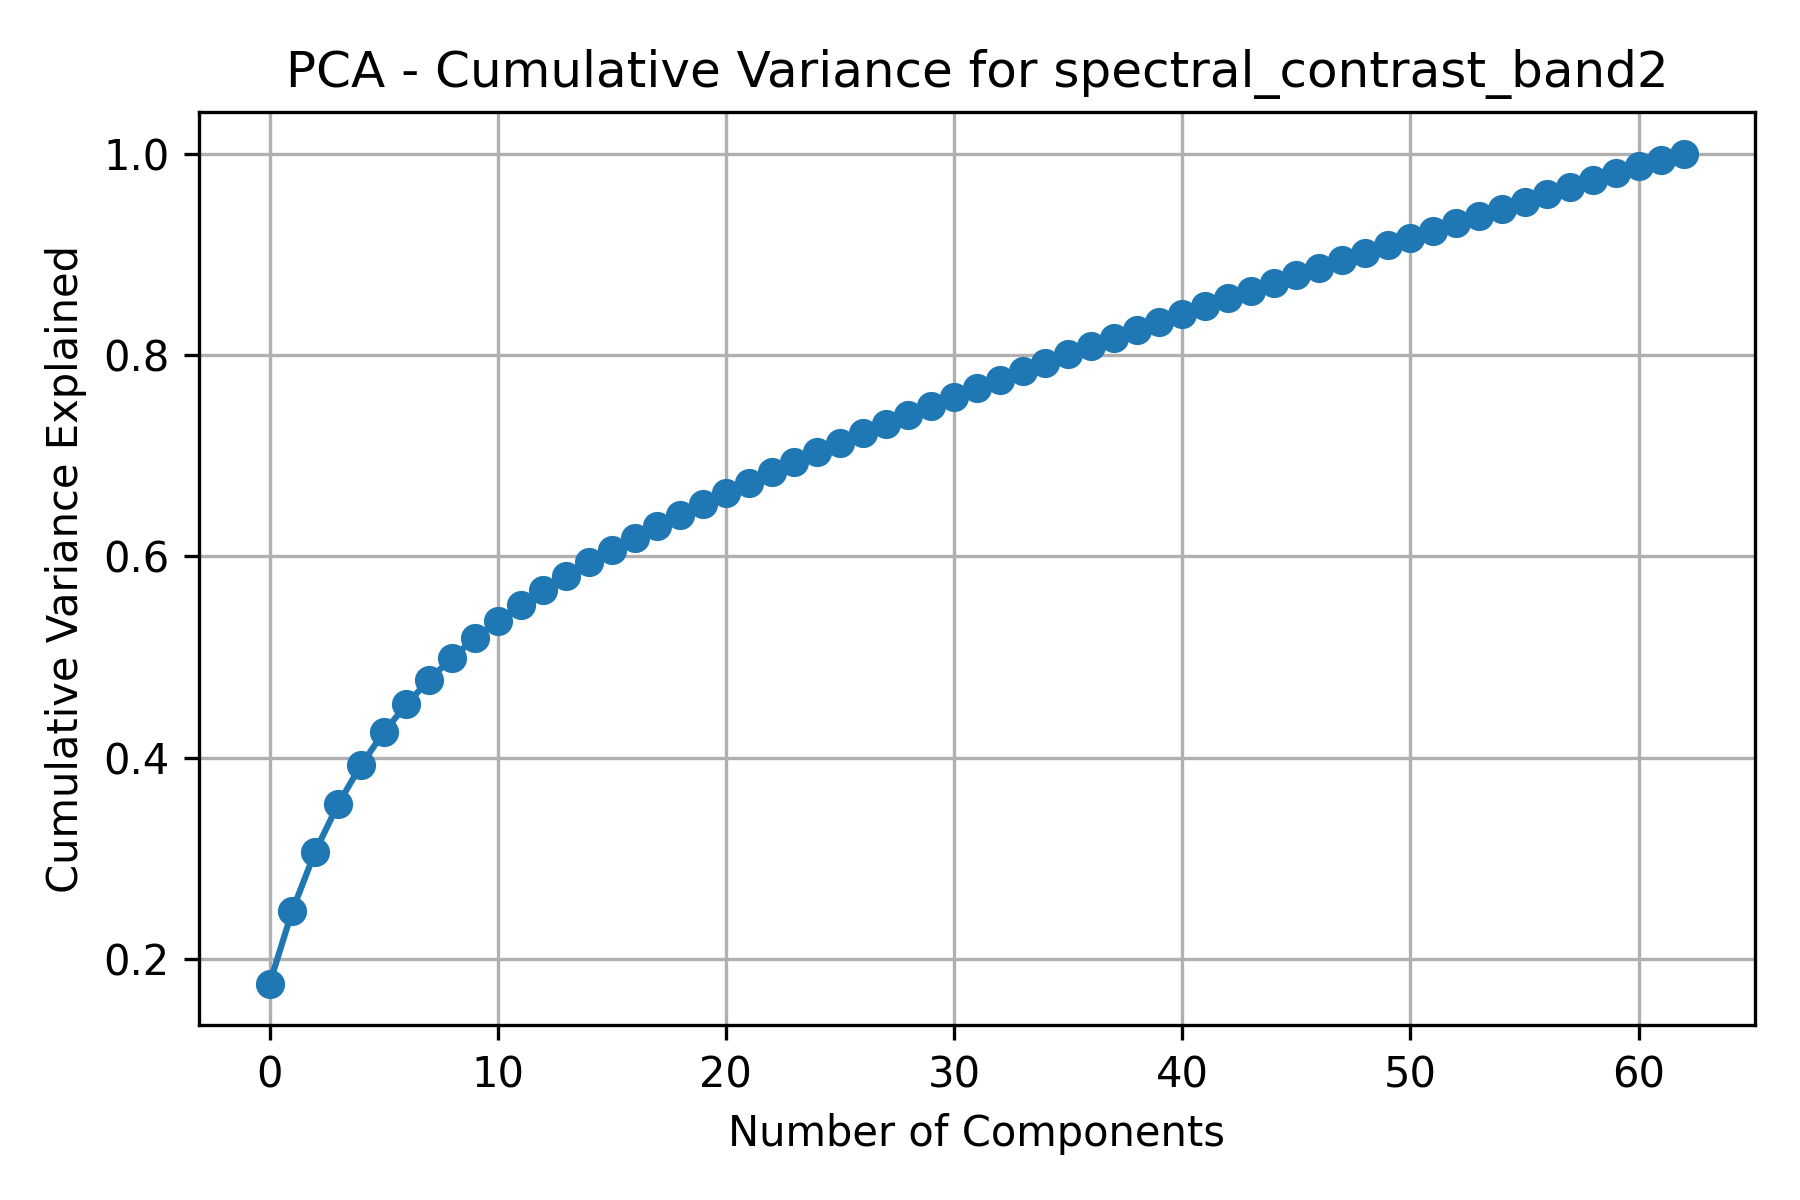 PCA - Cumulative Variance for spectral_contrast_band2
Cumulative Variance Explained
1.0
0.8
0.6
0.4
0.2
0 10 20 30 40 50 60
Number of Components